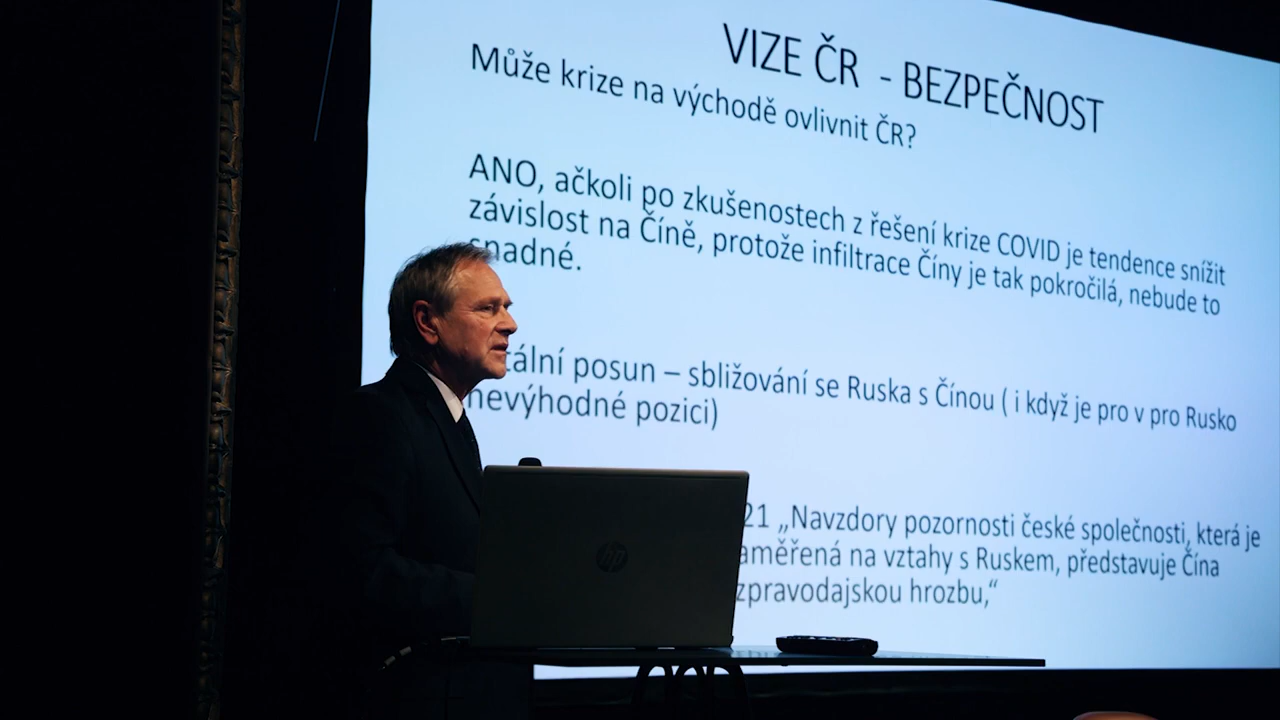 VIZE ČR - BEZPEČNOST
Může krize na východě ovlivnit ČR?
ANO, ačkoli po zkušenostech z řešení krize COVID je tendence snížit
závislost na Číně, protože infiltrace Číny je tak pokročilá, nebude to
snadné.
posun – sbližování se Ruska s Čínou ( i když je pro v pro Rusko
nevýhodné pozici)
21 „Navzdory pozornosti české společnosti, která je
na vztahy s Ruskem, představuje Čína
zpravodajskou hrozbu,“
hp